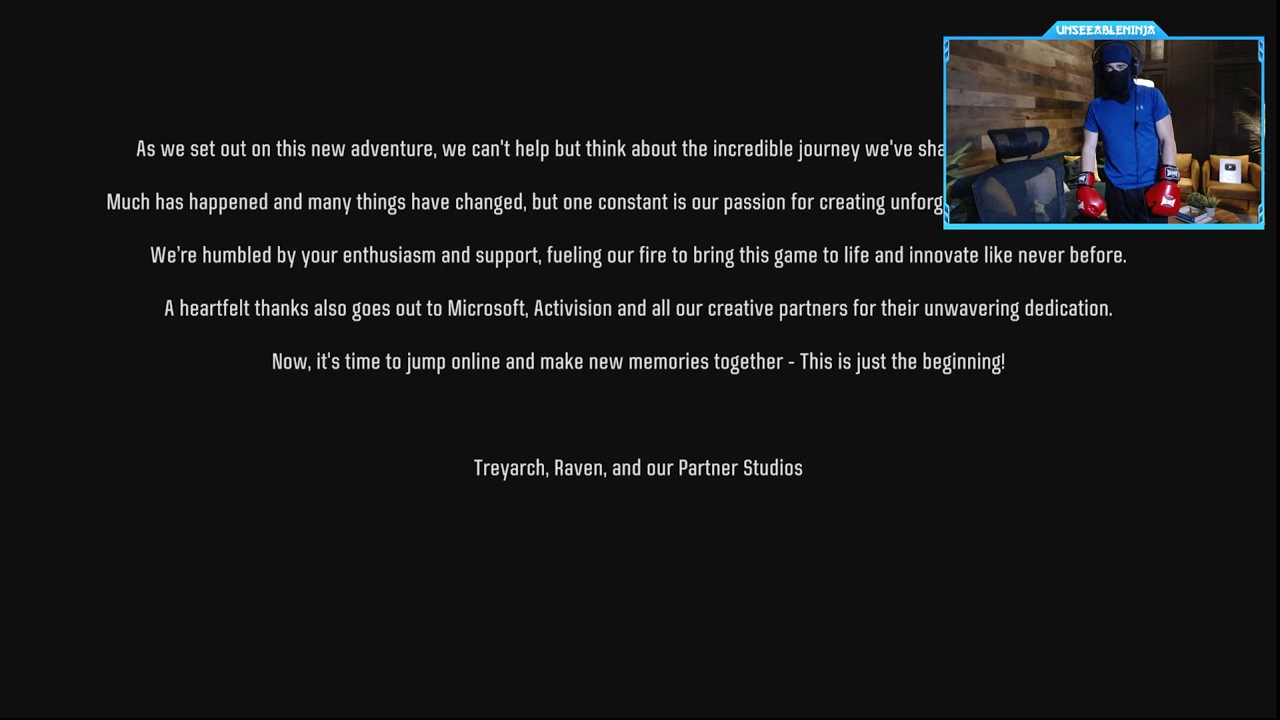 UNSEEABLENINJA
As we set out on this new adventure, we can't help but think about the incredible journey we've
Much has happened and many things have changed, but one constant is our passion for creating
We're humbled by your enthusiasm and support, fueling our fire to bring this game to life and innovate like never before.
A heartfelt thanks also goes out to Microsoft, Activision and all our creative partners for their unwavering dedication.
Now, it's time to jump online and make new memories together - This is just the beginning!
Treyarch, Raven, and our Partner Studios